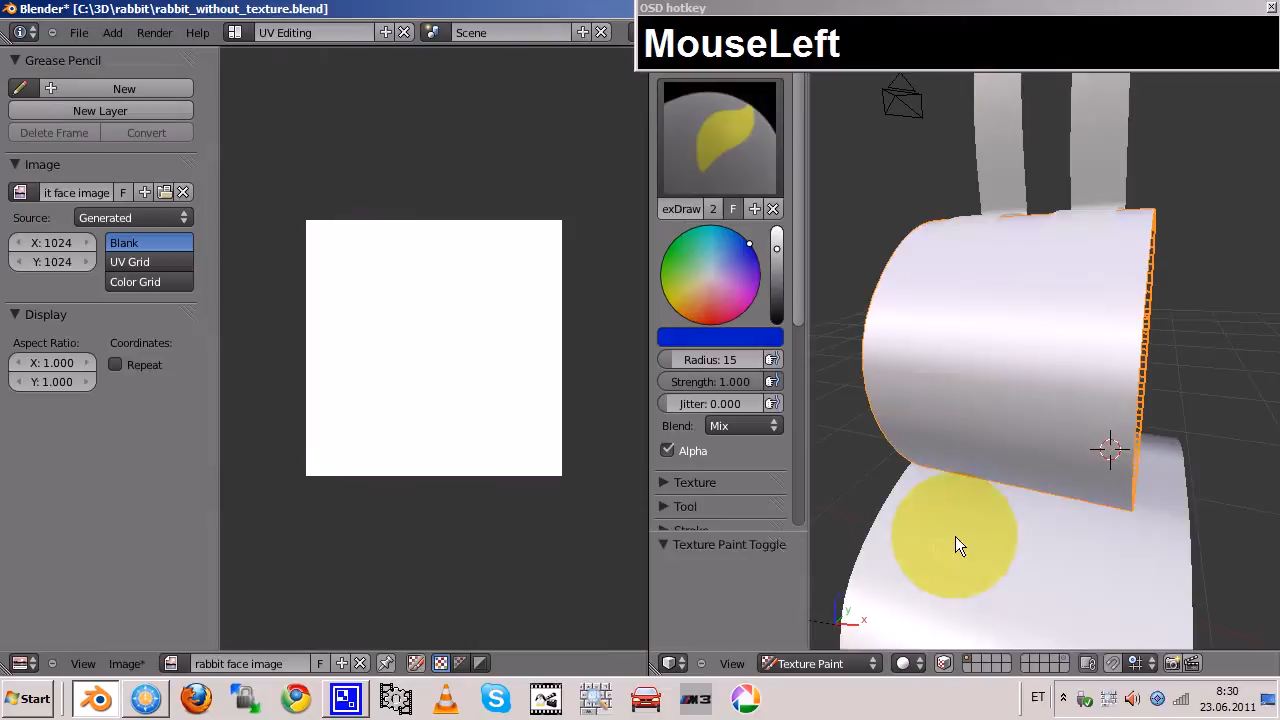 Blender* [C:\3D\rabbit\rabbit_without_texture.blend]
OSD hotkey
MouseLeft
File Add Render Help UV Editing Scene
Grease Pencil
New
New Layer
Delete Frame Convert
Image
it face image F
Source: Generated
X: 1024 Blank
Y: 1024 UV Grid
Color Grid
Display
Aspect Ratio: Coordinates:
X: 1.000 Repeat
Y: 1.000
exDraw 2 F
Radius: 15
Strength: 1.000
Jitter: 0.000
Blend: Mix
Alpha
Texture
Tool
Stroke
Texture Paint Toggle
y
x
View Image* rabbit face image F
View Texture Paint
Start
M3
ET
8:30
23.06.2011